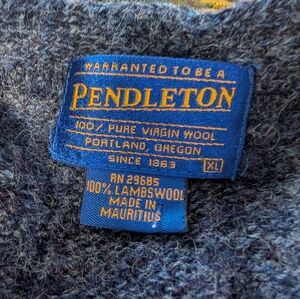 WARRANTED TO BE A
PENDLETON
100% PURE VIRGIN WOOL
PORTLAND, OREGON
SINCE 1863
XL
RN 29685
100% LAMBSWOOL
MADE IN
MAURITIUS